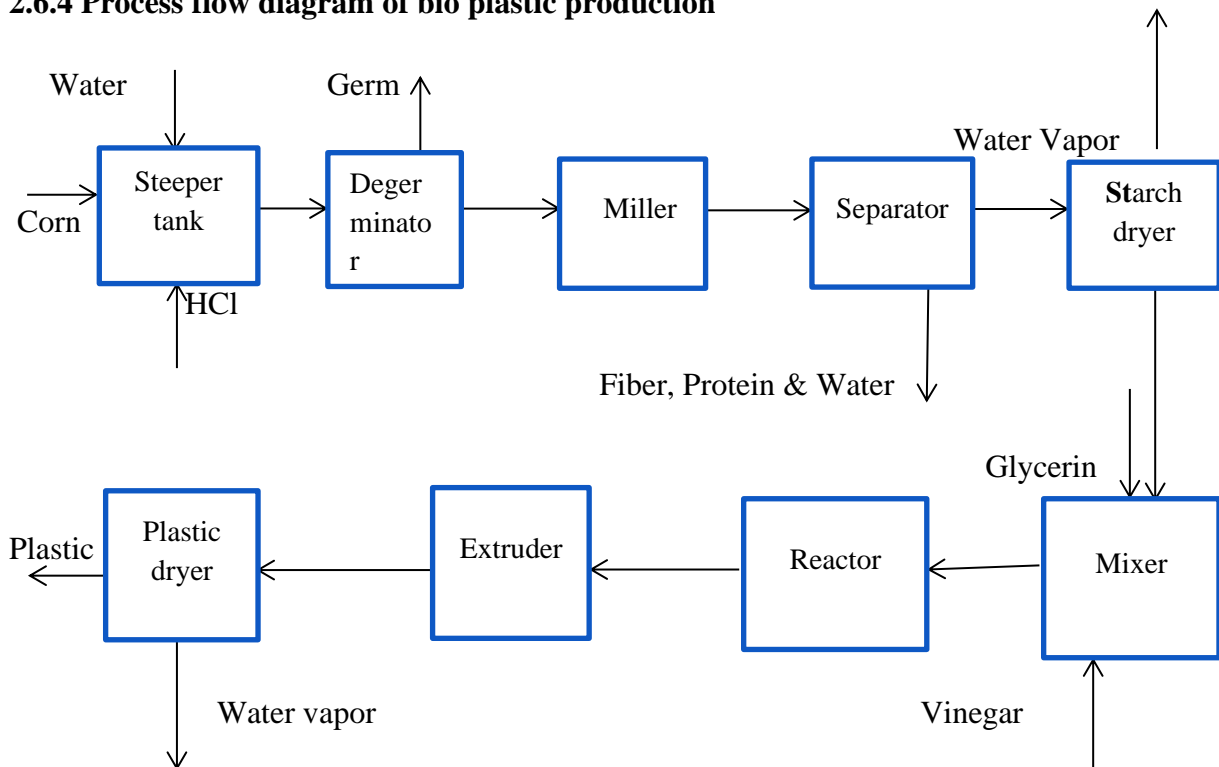 2.6.4 Process flow diagram of bio plastic production
Water
Germ
Water Vapor
Steeper
tank
Deger
minato
r
Miller
Separator
Starch
dryer
Corn
HCl
Fiber, Protein & Water
Glycerin
Plastic
Plastic
dryer
Extruder
Reactor
Mixer
Water vapor
Vinegar